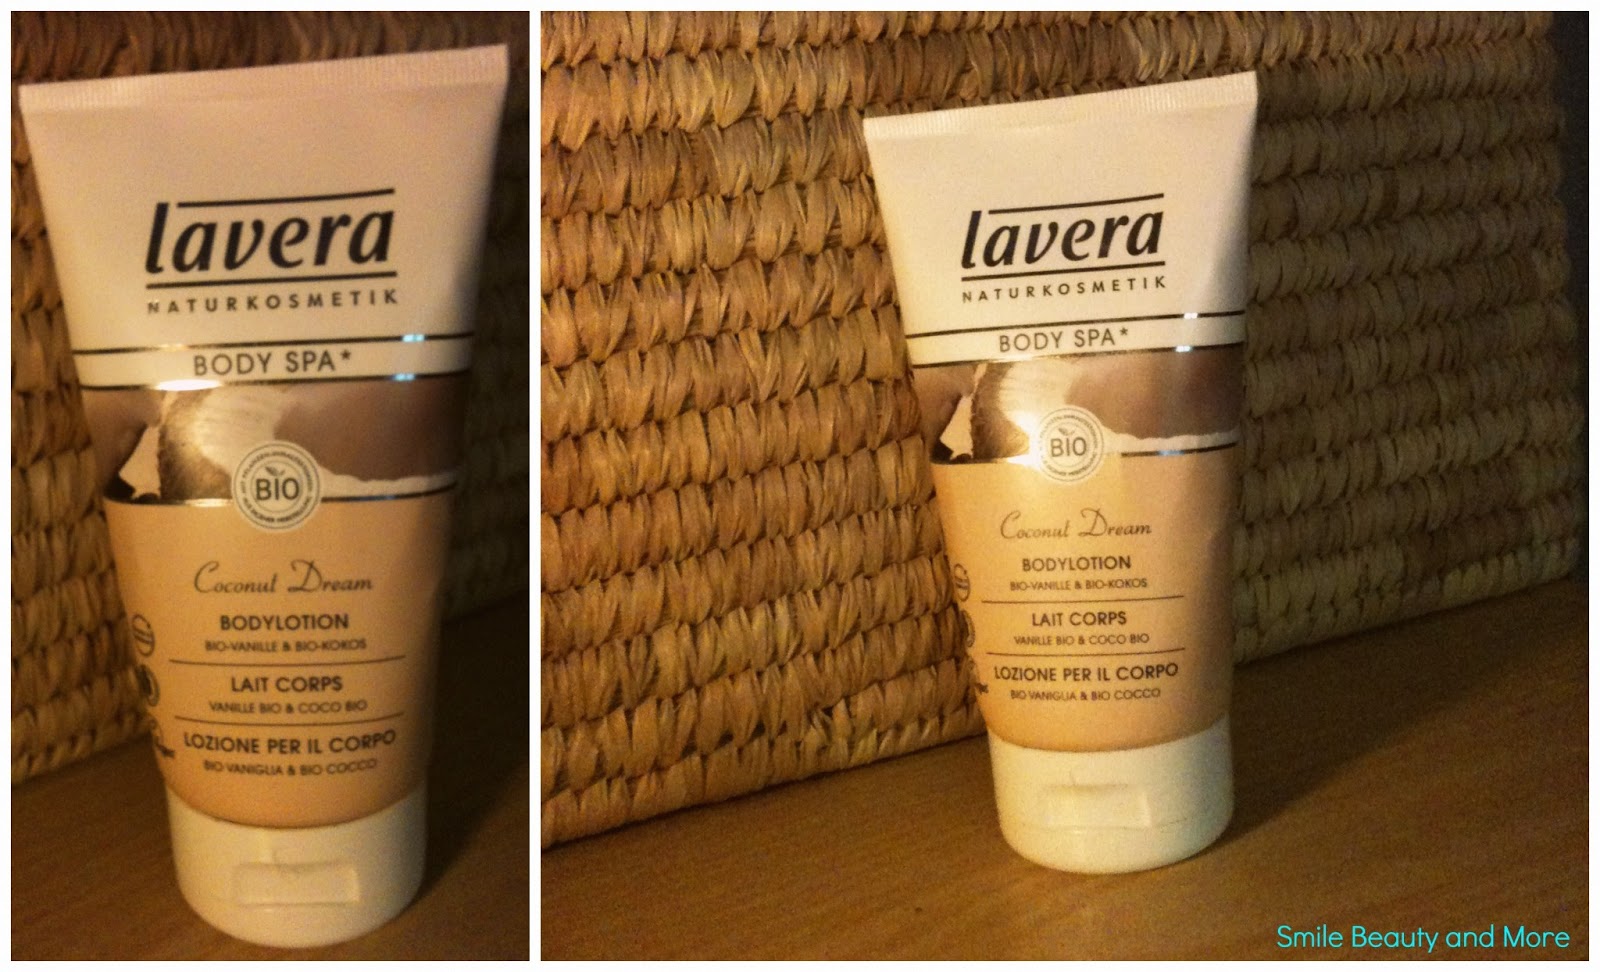 lavera
NATURKOSMETIK
BODY SPA*
BIO
Coconut Dream
BODYLOTION
BIO-VANILLE & BIO-KOKOS
LAIT CORPS
VANILLE BIO & COCO BIO
LOZIONE PER IL CORPO
BIO VANIGLIA & BIO COCCO
lavera
NATURKOSMETIK
BODY SPA*
BIO
Coconut Dream
BODYLOTION
BIO-VANILLE & BIO-KOKOS
LAIT CORPS
VANILLE BIO & COCO BIO
LOZIONE PER IL CORPO
BIO VANIGLIA & BIO COCCO
Smile Beauty and More